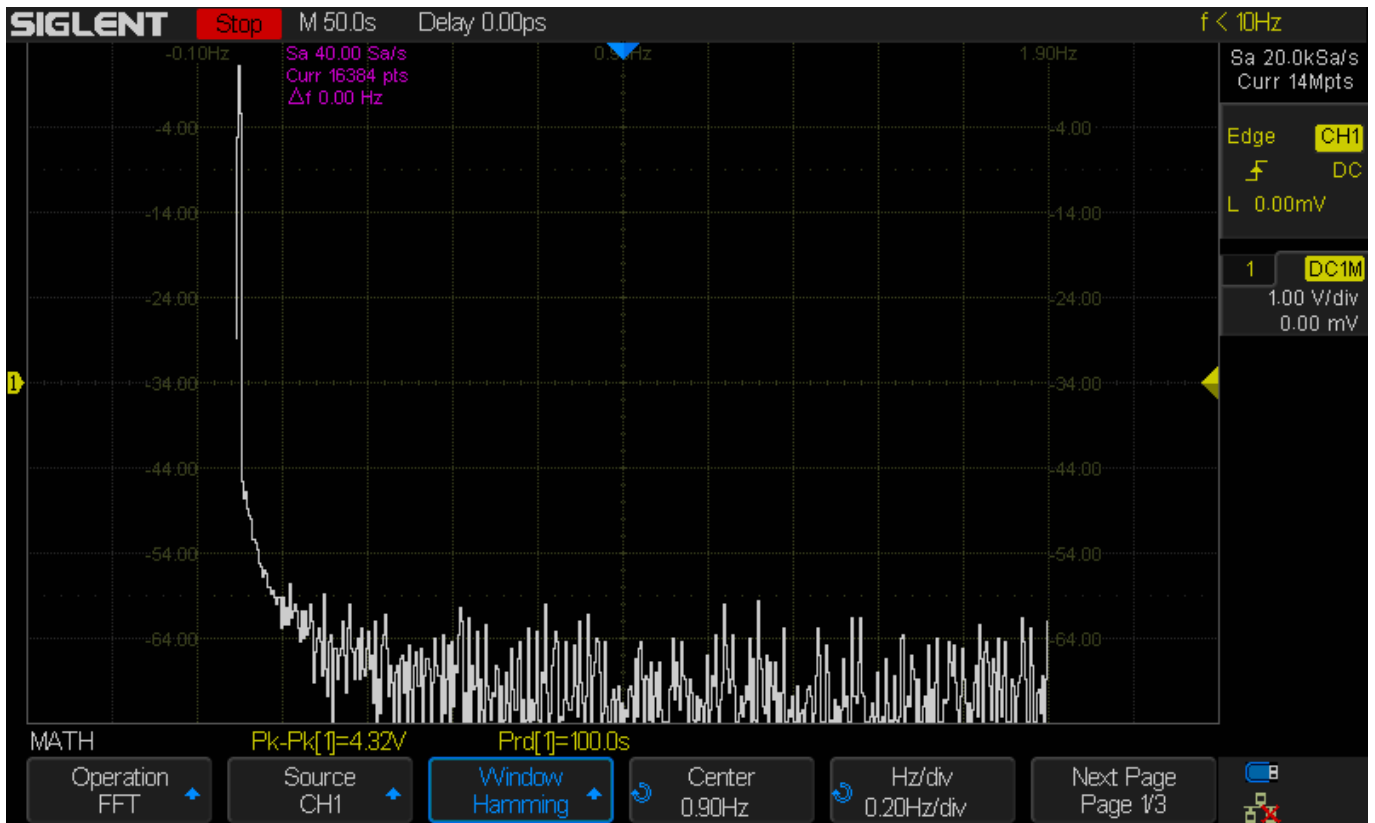 SIGLENT Stop M 50.0s Delay 0.00ps f < 10Hz
-0.10Hz Sa 40.00 Sa/s 1.90Hz Sa 20.0kSa/s
Curr 16384 pts Curr 14Mpts
Δf 0.00 Hz
-4.00 -4.00 Edge CH1
DC
-14.00 -14.00 L 0.00mV
1 DC1M
-24.00 -24.00 1.00 V/div
0.00 mV
1 -34.00 -34.00
-44.00 -44.00
-54.00 -54.00
-64.00 -64.00
MATH Pk-Pk[1]=4.32V Prd[1]=100.0s
Operation Source Window Center Hz/div Next Page
FFT CH1 Hamming 0.90Hz 0.20Hz/div Page 1/3